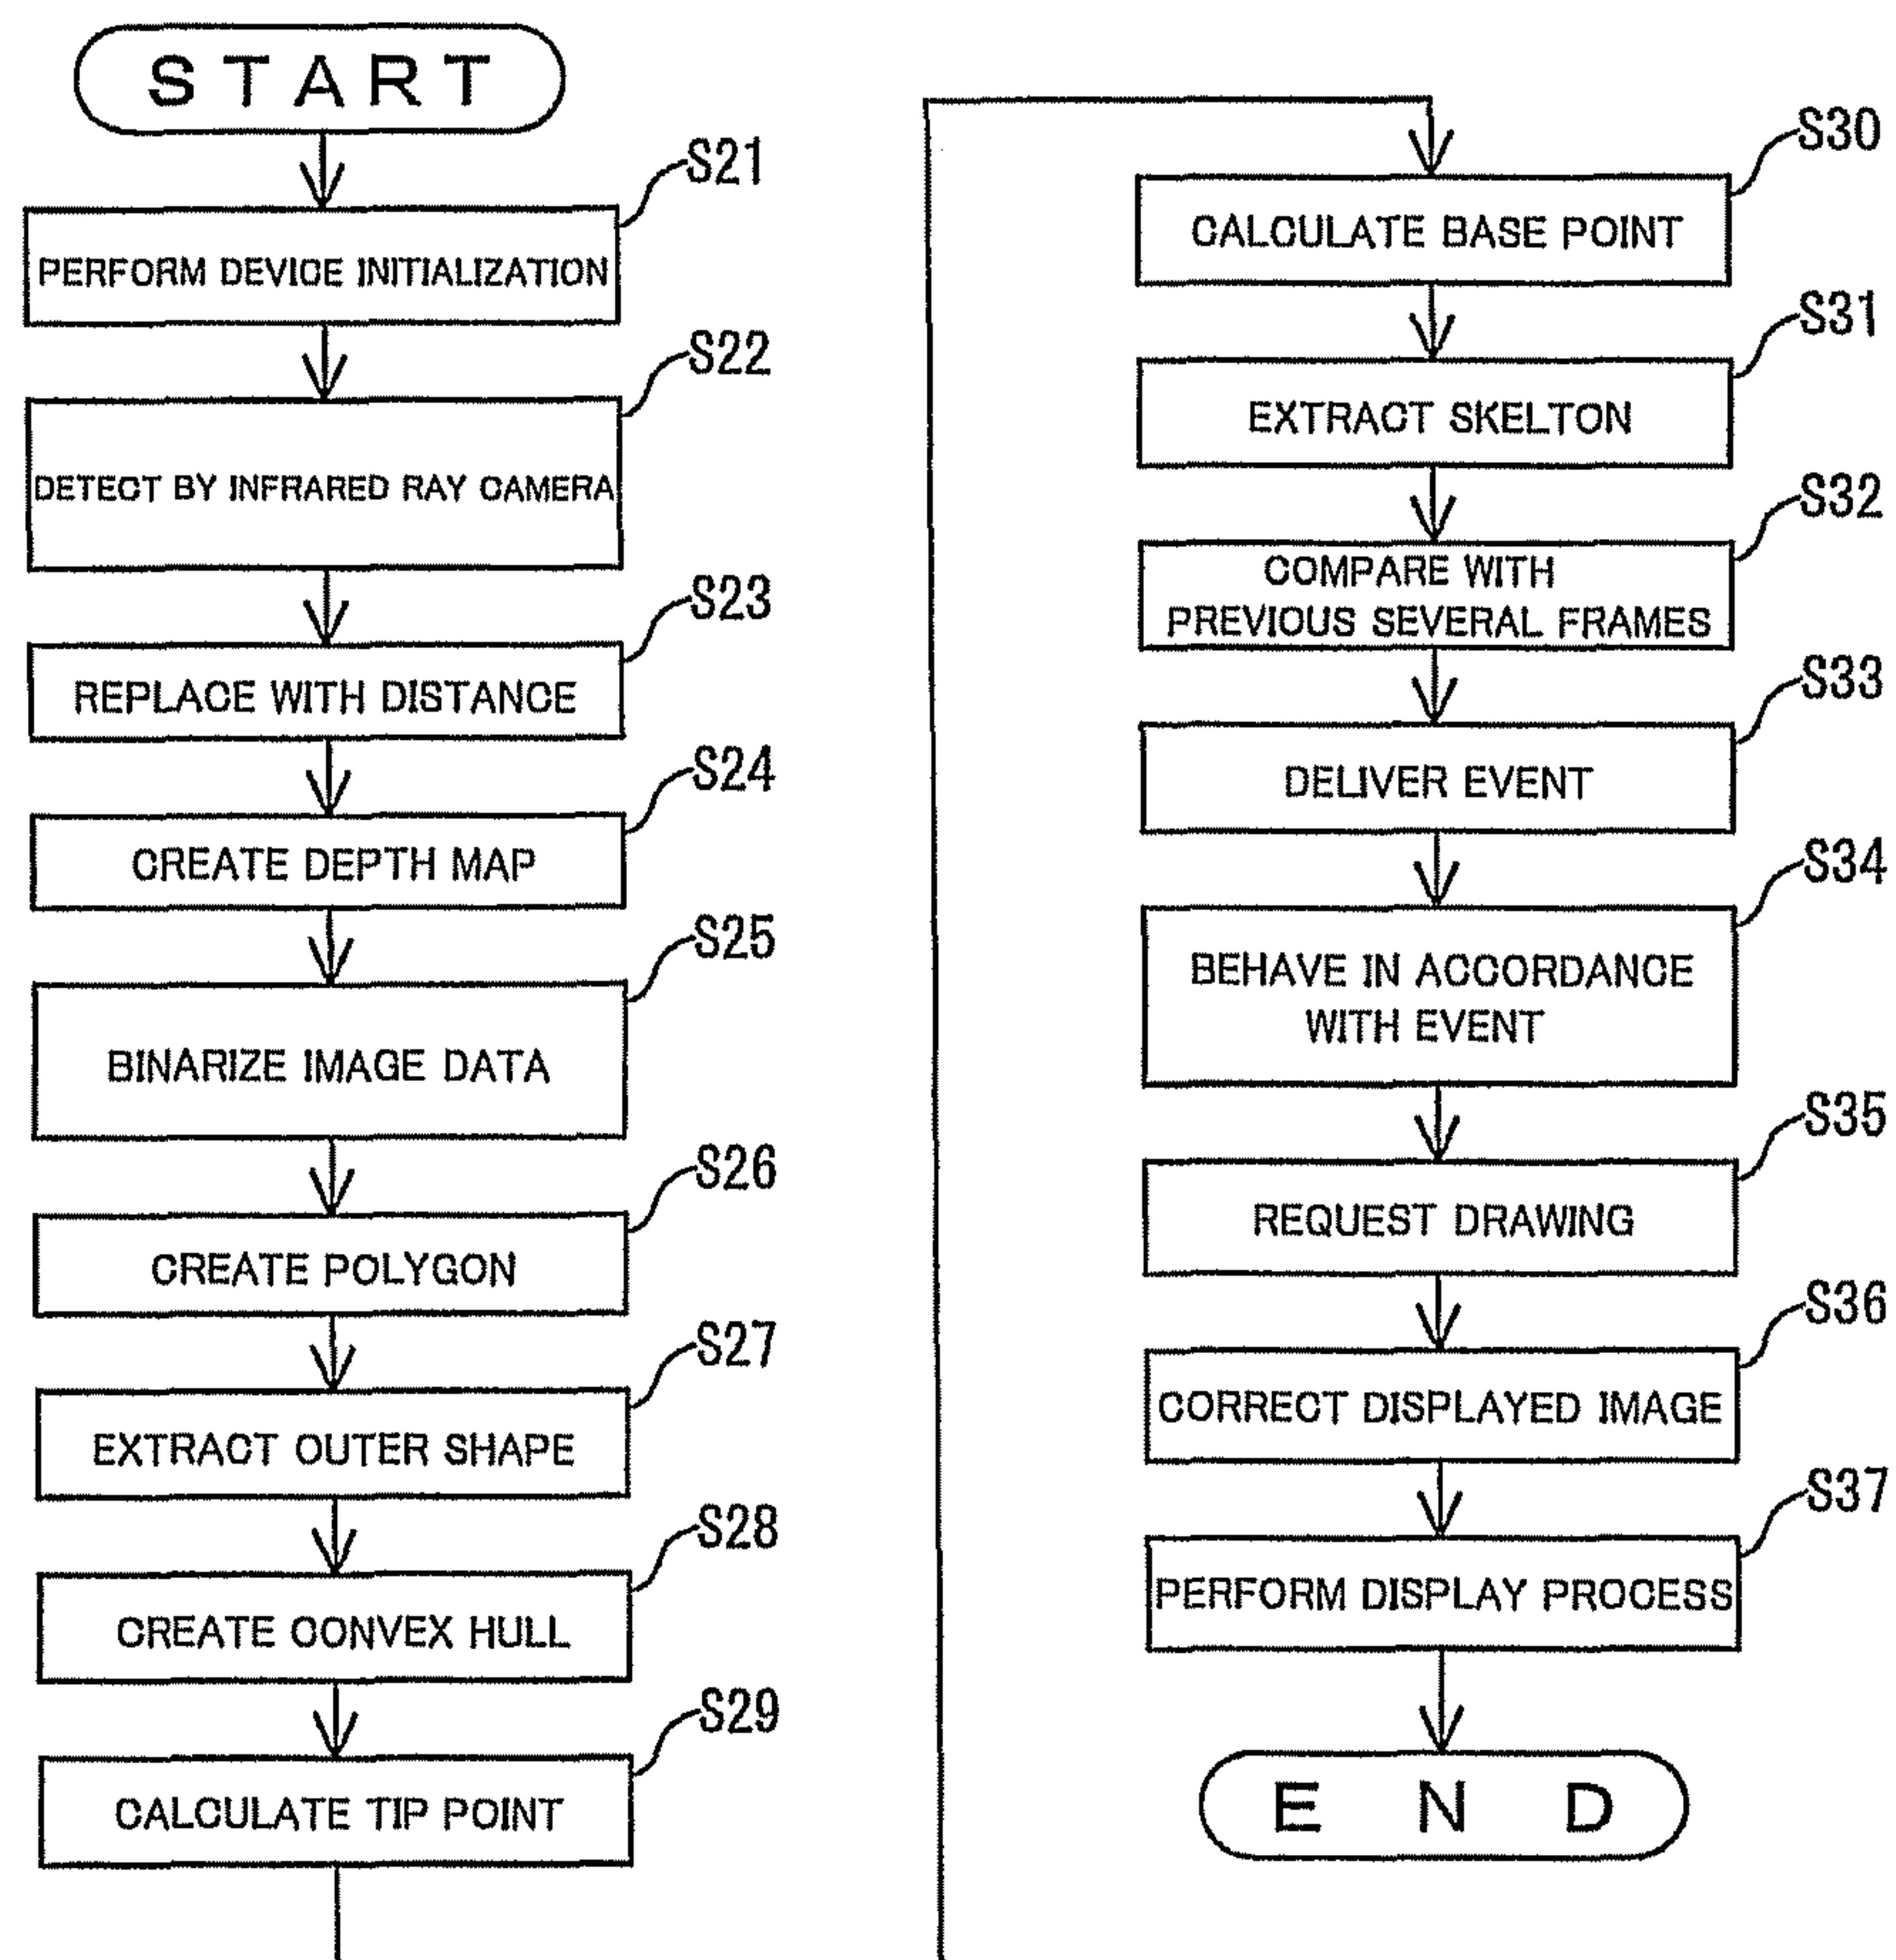 START
S21
PERFORM DEVICE INITIALIZATION
S22
DETECT BY INFRARED RAY CAMERA
S23
REPLACE WITH DISTANCE
S24
CREATE DEPTH MAP
S25
BINARIZE IMAGE DATA
S26
CREATE POLYGON
S27
EXTRACT OUTER SHAPE
S28
CREATE CONVEX HULL
S29
CALCULATE TIP POINT
S30
CALCULATE BASE POINT
S31
EXTRACT SKELTON
S32
COMPARE WITH
PREVIOUS SEVERAL FRAMES
S33
DELIVER EVENT
S34
BEHAVE IN ACCORDANCE
WITH EVENT
S35
REQUEST DRAWING
S36
CORRECT DISPLAYED IMAGE
S37
PERFORM DISPLAY PROCESS
END